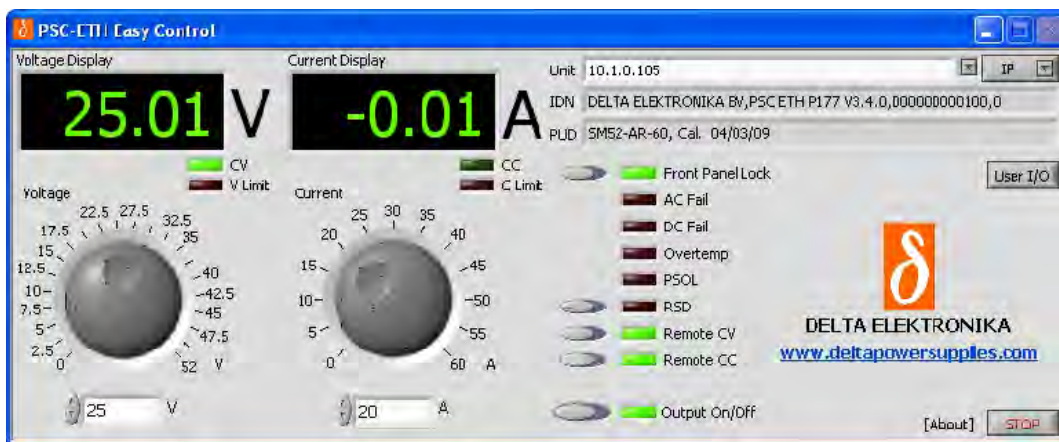 PSC-ETH Easy Control
Voltage Display
Current Display
25.01 V
-0.01 A
Unit 10.1.0.105
IP
IDN DELTA ELEKTRONIKA BV,PSC ETH P177 V3.4.0,000000000100,0
PUD SM52-AR-60, Cal. 04/03/09
CV
V Limit
CC
C Limit
Front Panel Lock
User I/O
AC Fail
DC Fail
Overtemp
PSOL
RSD
Remote CV
Remote CC
Output On/Off
Voltage
0
2.5
5
7.5
10
12.5
15
17.5
22.5
27.5
32.5
35
40
42.5
45
47.5
52 V
25 V
Current
0
5
10
15
20
25
30
35
40
45
50
55
60 A
20 A
δ
DELTA ELEKTRONIKA
www.deltapowersupplies.com
[About]
STOP